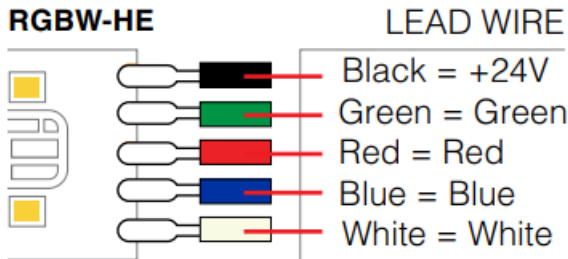 RGBW-HE
LEAD WIRE
Black = +24V
Green = Green
Red = Red
Blue = Blue
White = White